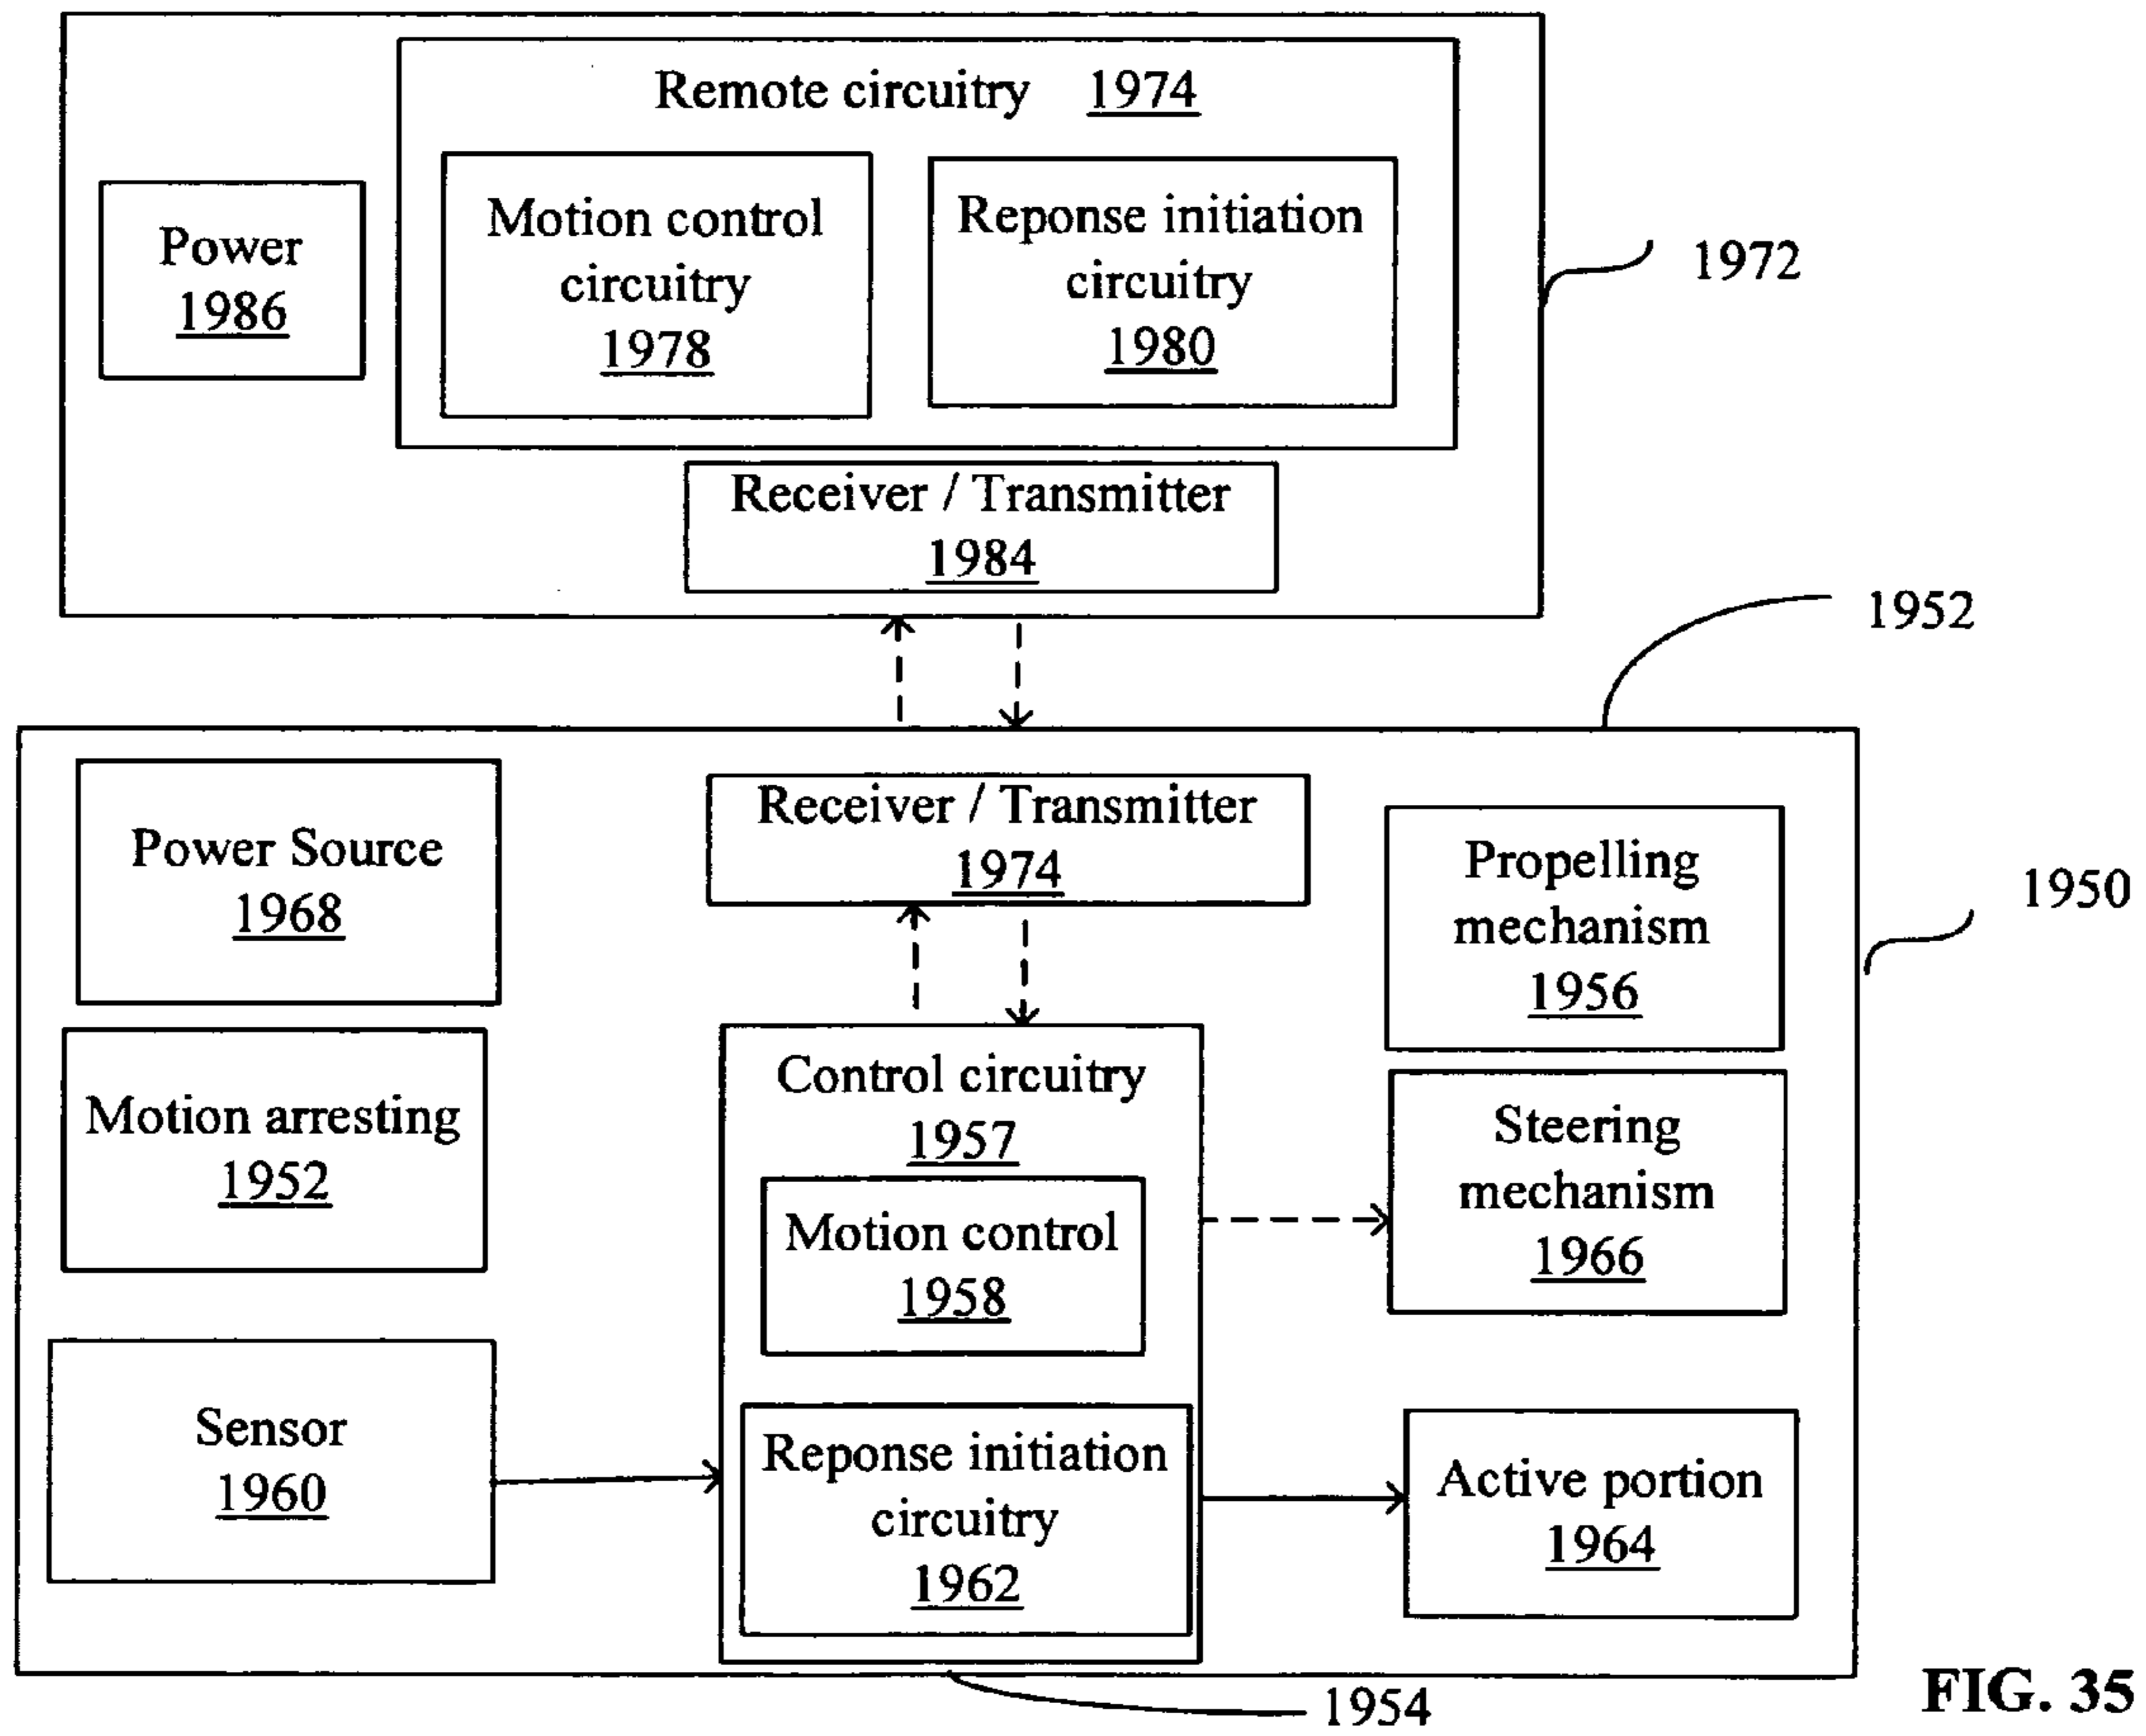 Remote circuitry 1974
Power
1986
Motion control
circuitry
1978
Reponse initiation
circuitry
1980
1972
Receiver / Transmitter
1984
1952
Power Source
1968
Receiver / Transmitter
1974
Propelling
mechanism
1956
1950
Motion arresting
1952
Control circuitry
1957
Motion control
1958
Steering
mechanism
1966
Sensor
1960
Reponse initiation
circuitry
1962
Active portion
1964
1954
FIG. 35